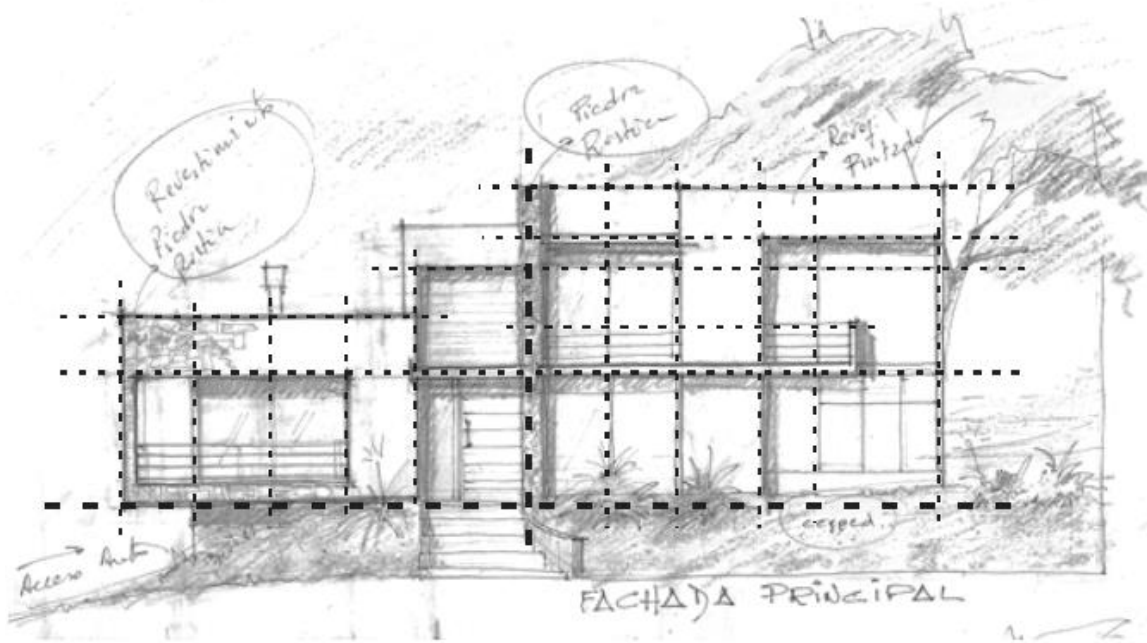 Revestimiento
Piedra
Rustica
Piedra
Rustica
Revoq.
Pintado
cesped
Acceso Auto
FACHADA PRINCIPAL